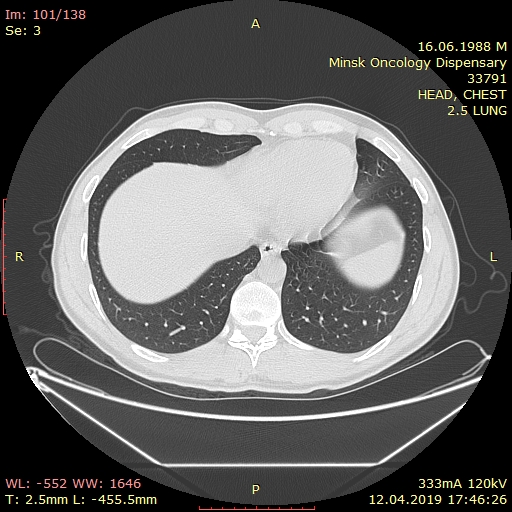 Im: 101/138
Se: 3
A
16.06.1988 M
Minsk Oncology Dispensary
33791
HEAD, CHEST
2.5 LUNG
R
L
WL: -552 WW: 1646
T: 2.5mm L: -455.5mm
P
333mA 120kV
12.04.2019 17:46:26